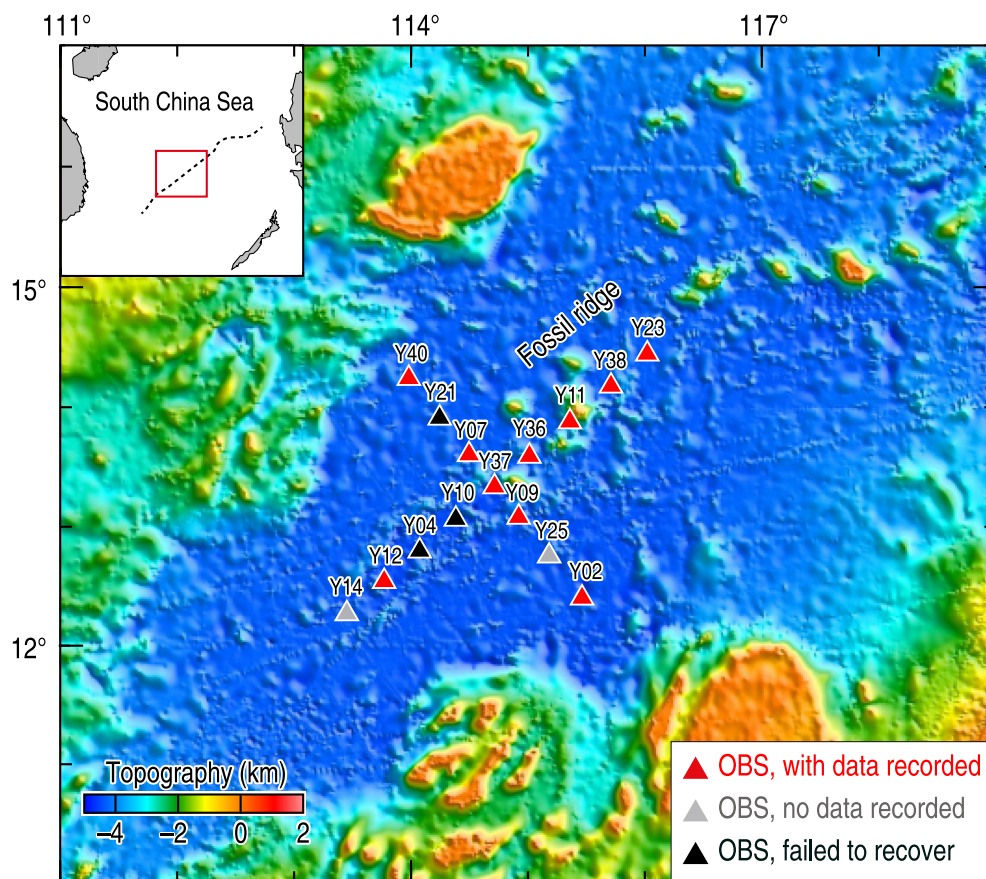 111°
114°
117°
South China Sea
15°
Fossil ridge
Y23
Y40
Y38
Y21
Y11
Y07
Y36
Y37
Y10
Y09
Y04
Y25
Y12
Y14
Y02
12°
Topography (km)
−4 −2 0 2
OBS, with data recorded
OBS, no data recorded
OBS, failed to recover